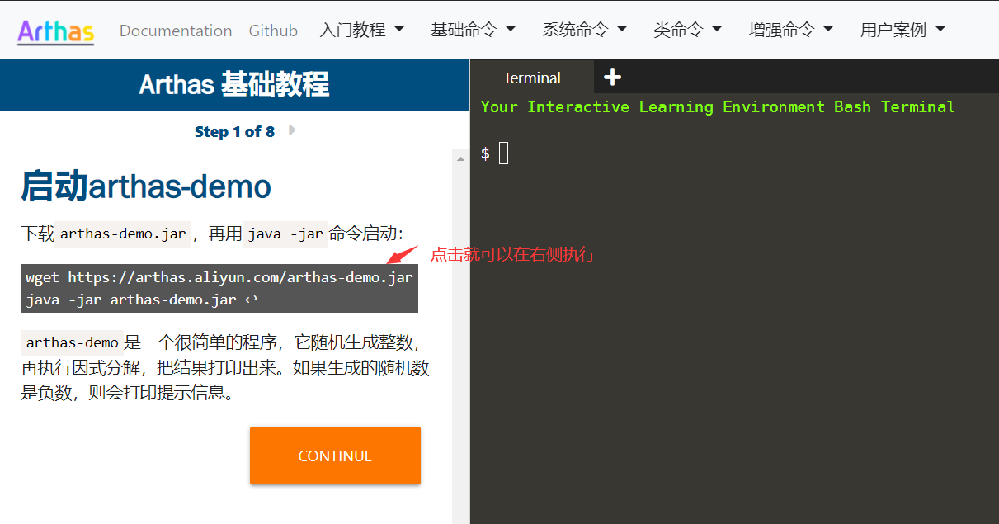 Arthas Documentation Github 入门教程 基础命令 系统命令 类命令 增强命令 用户案例
Arthas 基础教程
Step 1 of 8
启动arthas-demo
下载 arthas-demo.jar ，再用 java -jar 命令启动：
wget https://arthas.aliyun.com/arthas-demo.jar
java -jar arthas-demo.jar ↩
arthas-demo 是一个很简单的程序，它随机生成整数，
再执行因式分解，把结果打印出来。如果生成的随机数
是负数，则会打印提示信息。
CONTINUE
点击就可以在右侧执行
Terminal +
Your Interactive Learning Environment Bash Terminal
$